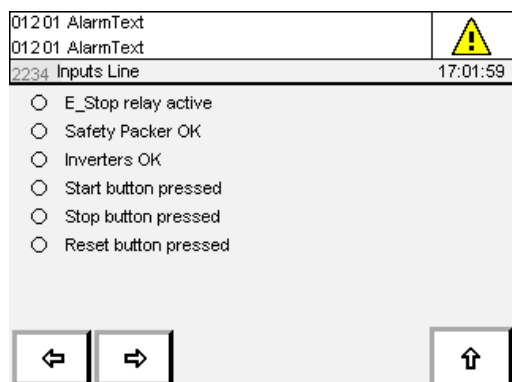 01201 AlarmText
01201 AlarmText
2234 Inputs Line 17:01:59
E_Stop relay active
Safety Packer OK
Inverters OK
Start button pressed
Stop button pressed
Reset button pressed